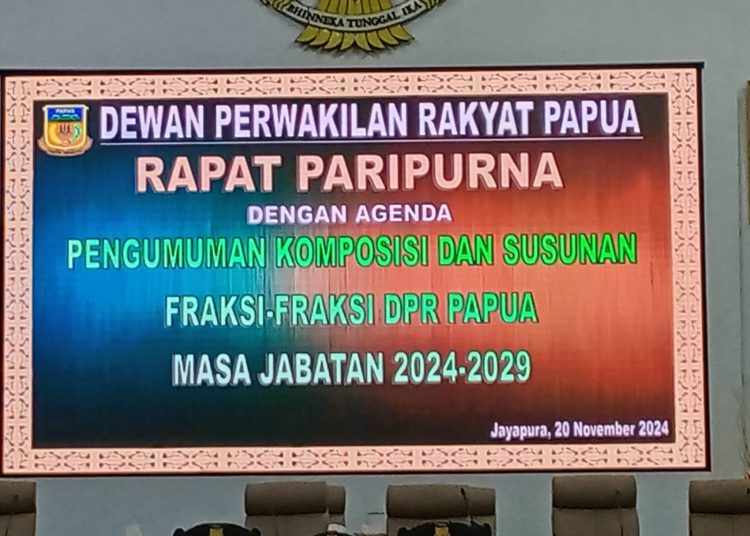 BHINNEKA TUNGGAL IKA
PAPUA
DEWAN PERWAKILAN RAKYAT PAPUA
RAPAT PARIPURNA
DENGAN AGENDA
PENGUMUMAN KOMPOSISI DAN SUSUNAN
FRAKSI-FRAKSI DPR PAPUA
MASA JABATAN 2024-2029
Jayapura, 20 November 2024